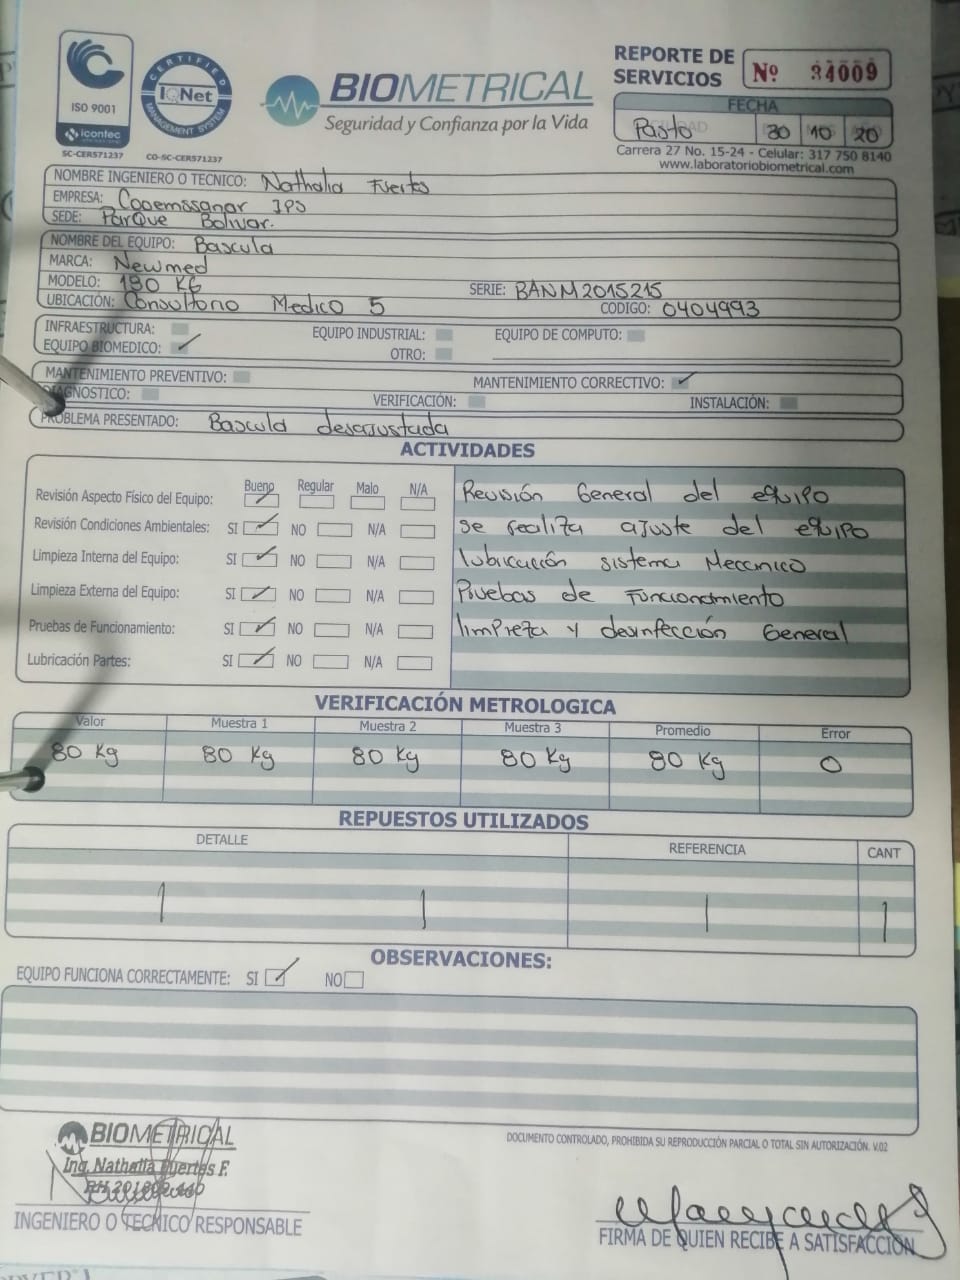 ISO 9001
icontec
SC-CER571237
CERTIFIED
IQNet
MANAGEMENT SYSTEM
CO-SC-CER571237
BIOMETRICAL
Seguridad y Confianza por la Vida
REPORTE DE SERVICIOS Nº 34009
FECHA
Pasto 30 10 20
Carrera 27 No. 15-24 - Celular: 317 750 8140
www.laboratoriobiometrical.com
NOMBRE INGENIERO O TECNICO: Nathalia Fuertes
EMPRESA: Cooemssanar IPS
SEDE: Parque Bolivar.
NOMBRE DEL EQUIPO: Bascula
MARCA: Newmed
MODELO: 180 KG SERIE: BANM2015215
UBICACIÓN: Consultorio Medico 5 CODIGO: 0404993
INFRAESTRUCTURA: EQUIPO INDUSTRIAL: EQUIPO DE COMPUTO:
EQUIPO BIOMEDICO: ✓ OTRO:
MANTENIMIENTO PREVENTIVO: MANTENIMIENTO CORRECTIVO: ✓
DIAGNOSTICO: VERIFICACIÓN: INSTALACIÓN:
PROBLEMA PRESENTADO: Bascula desajustada
ACTIVIDADES
Bueno Regular Malo N/A
Revisión Aspecto Físico del Equipo: ✓
Revisión Condiciones Ambientales: SI ✓ NO N/A
Limpieza Interna del Equipo: SI ✓ NO N/A
Limpieza Externa del Equipo: SI ✓ NO N/A
Pruebas de Funcionamiento: SI ✓ NO N/A
Lubricación Partes: SI ✓ NO N/A
Revisión General del equipo
se realiza ajuste del equipo
lubricación sistema Mecanico
Pruebas de Funcionamiento
limpieza y desinfección General
VERIFICACIÓN METROLOGICA
Valor Muestra 1 Muestra 2 Muestra 3 Promedio Error
80 Kg 80 Kg 80 Kg 80 Kg 80 Kg 0
REPUESTOS UTILIZADOS
DETALLE REFERENCIA CANT
OBSERVACIONES:
EQUIPO FUNCIONA CORRECTAMENTE: SI ✓ NO
BIOMETRICAL
Ing. Nathalia Fuertes F.
INGENIERO O TECNICO RESPONSABLE
DOCUMENTO CONTROLADO, PROHIBIDA SU REPRODUCCIÓN PARCIAL O TOTAL SIN AUTORIZACIÓN. V.02
FIRMA DE QUIEN RECIBE A SATISFACCIÓN